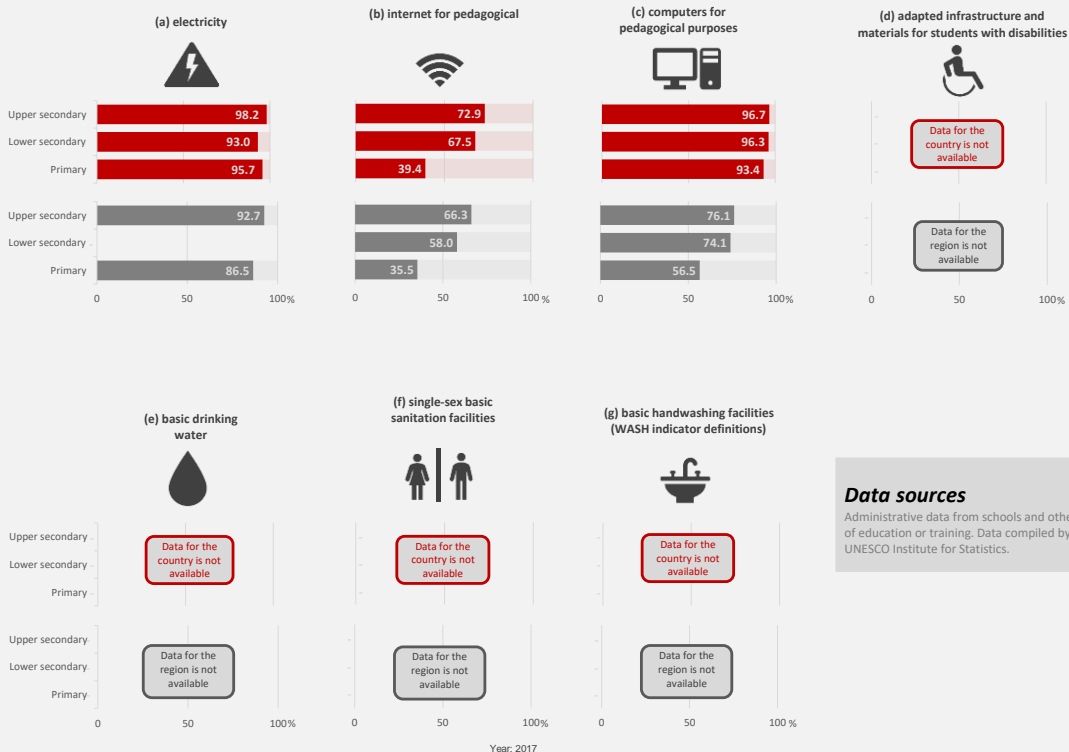 (a) electricity
(b) internet for pedagogical
(c) computers for
pedagogical purposes
(d) adapted infrastructure and
materials for students with disabilities
Upper secondary
Lower secondary
Primary
98.2
93.0
95.7
72.9
67.5
39.4
96.7
96.3
93.4
Data for the
country is not
available
Upper secondary
Lower secondary
Primary
92.7
86.5
66.3
58.0
35.5
76.1
74.1
56.5
Data for the
region is not
available
0 50 100%
0 50 100 %
0 50 100 %
0 50 100%
(e) basic drinking
water
(f) single-sex basic
sanitation facilities
(g) basic handwashing facilities
(WASH indicator definitions)
Upper secondary
Lower secondary
Primary
Data for the
country is not
available
Data for the
country is not
available
Data for the
country is not
available
Upper secondary
Lower secondary
Primary
Data for the
region is not
available
Data for the
region is not
available
Data for the
region is not
available
0 50 100%
0 50 100 %
0 50 100 %
Data sources
Administrative data from schools and othe
of education or training. Data compiled by
UNESCO Institute for Statistics.
Year: 2017